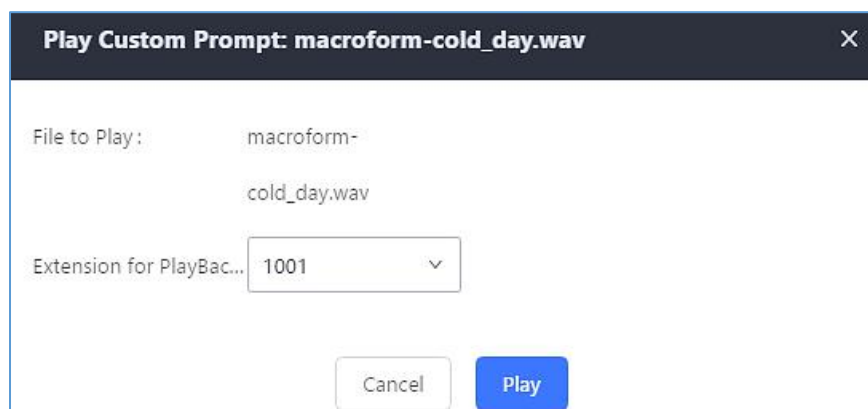 Play Custom Prompt: macroform-cold_day.wav
File to Play :
macroform-
cold_day.wav
Extension for PlayBac...
1001
Cancel
Play